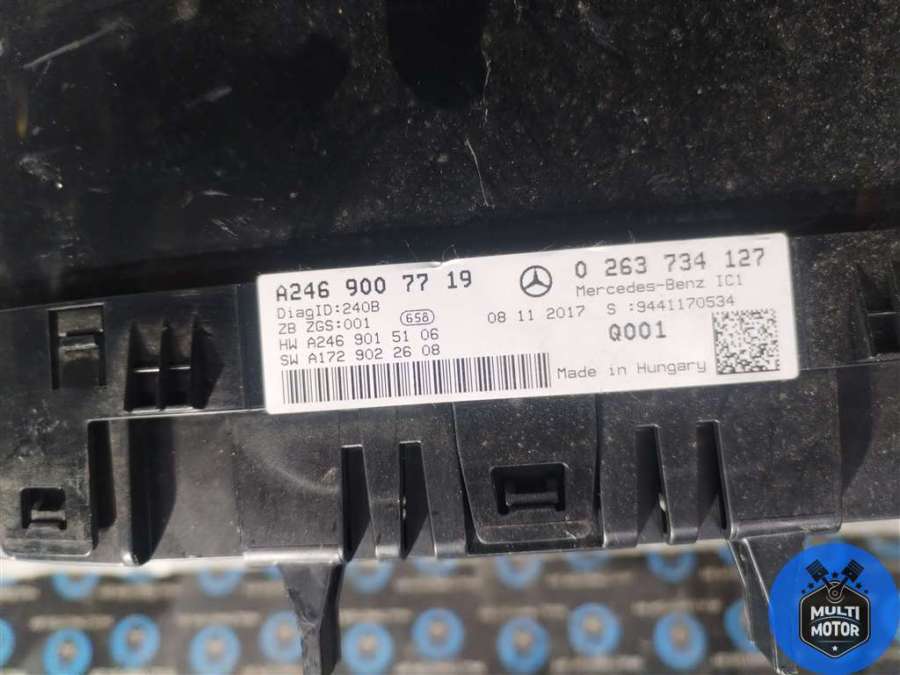 A246 900 77 19
DiagID:240B
ZB ZGS:001
658
HW A246 901 51 06
SW A172 902 26 08
0 263 734 127
Mercedes-Benz IC1
08 11 2017 S :9441170534
Q001
Made in Hungary
MULTI
MOTOR